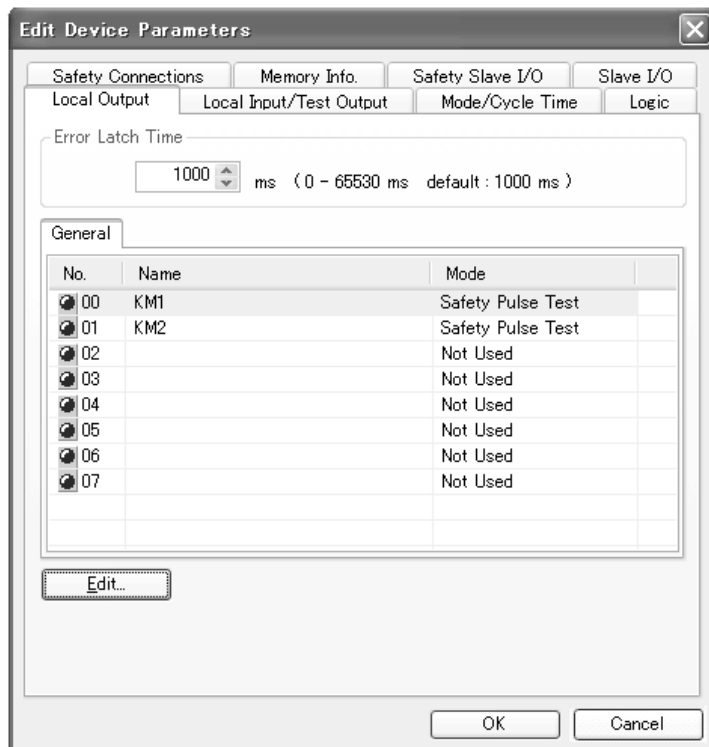 Edit Device Parameters
Safety Connections Memory Info. Safety Slave I/O Slave I/O
Local Output Local Input/Test Output Mode/Cycle Time Logic
Error Latch Time
1000 ms ( 0 - 65530 ms default : 1000 ms )
General
No. Name Mode
00 KM1 Safety Pulse Test
01 KM2 Safety Pulse Test
02 Not Used
03 Not Used
04 Not Used
05 Not Used
06 Not Used
07 Not Used
Edit...
OK Cancel